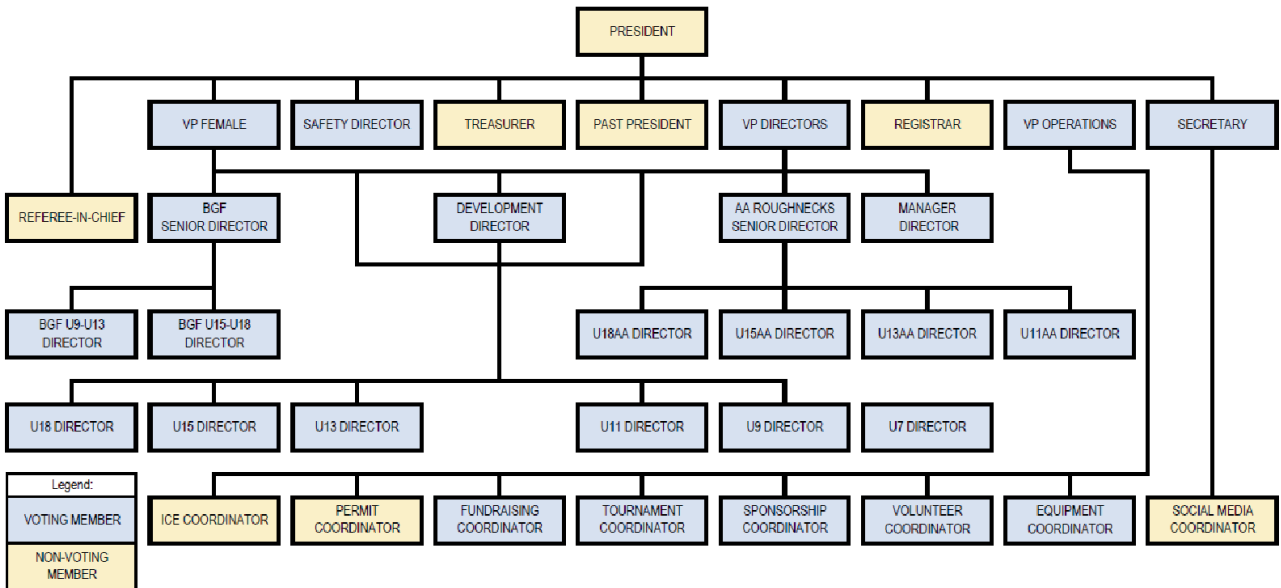 PRESIDENT
VP FEMALE
SAFETY DIRECTOR
TREASURER
PAST PRESIDENT
VP DIRECTORS
REGISTRAR
VP OPERATIONS
SECRETARY
REFEREE-IN-CHIEF
BGF
SENIOR DIRECTOR
DEVELOPMENT
DIRECTOR
AA ROUGHNECKS
SENIOR DIRECTOR
MANAGER
DIRECTOR
BGF U9-U13
DIRECTOR
BGF U15-U18
DIRECTOR
U18AA DIRECTOR
U15AA DIRECTOR
U13AA DIRECTOR
U11AA DIRECTOR
U18 DIRECTOR
U15 DIRECTOR
U13 DIRECTOR
U11 DIRECTOR
U9 DIRECTOR
U7 DIRECTOR
Legend:
VOTING MEMBER
NON-VOTING
MEMBER
ICE COORDINATOR
PERMIT
COORDINATOR
FUNDRAISING
COORDINATOR
TOURNAMENT
COORDINATOR
SPONSORSHIP
COORDINATOR
VOLUNTEER
COORDINATOR
EQUIPMENT
COORDINATOR
SOCIAL MEDIA
COORDINATOR